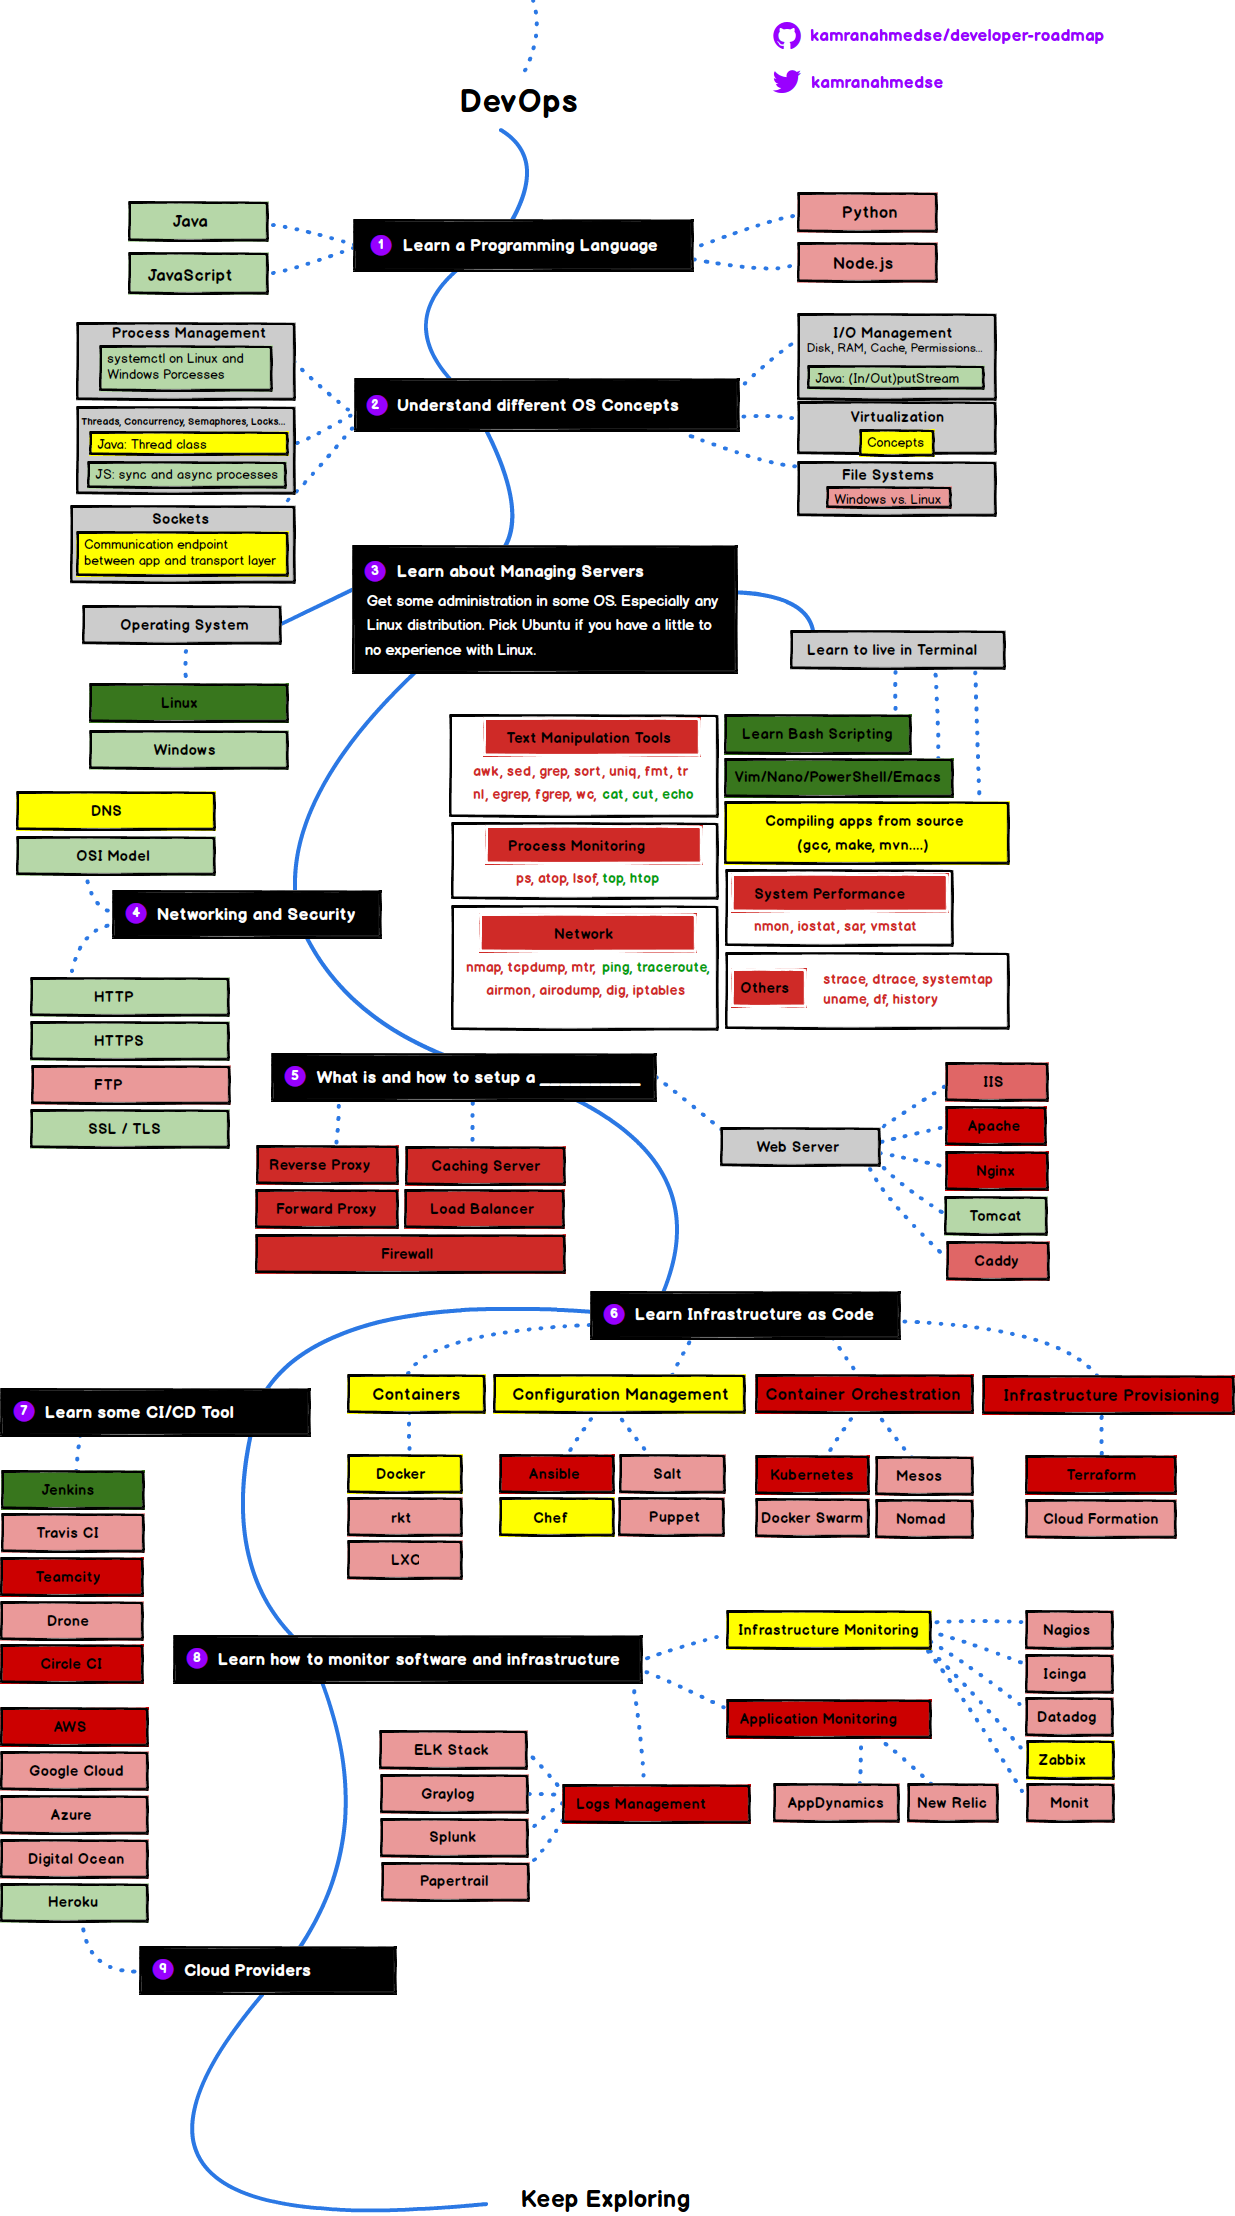 kamranahmedse/developer-roadmap
kamranahmedse
DevOps
Java
JavaScript
1 Learn a Programming Language
Python
Node.js
Process Management
systemctl on Linux and
Windows Porcesses
Threads, Concurrency, Semaphores, Locks...
Java: Thread class
JS: sync and async processes
Sockets
Communication endpoint
between app and transport layer
2 Understand different OS Concepts
I/O Management
Disk, RAM, Cache, Permissions...
Java: (In/Out)putStream
Virtualization
Concepts
File Systems
Windows vs. Linux
3 Learn about Managing Servers
Get some administration in some OS. Especially any
Linux distribution. Pick Ubuntu if you have a little to
no experience with Linux.
Operating System
Linux
Windows
Learn to live in Terminal
Text Manipulation Tools
awk, sed, grep, sort, uniq, fmt, tr
nl, egrep, fgrep, wc, cat, cut, echo
Process Monitoring
ps, atop, lsof, top, htop
Network
nmap, tcpdump, mtr, ping, traceroute,
airmon, airodump, dig, iptables
Learn Bash Scripting
Vim/Nano/PowerShell/Emacs
Compiling apps from source
(gcc, make, mvn....)
System Performance
nmon, iostat, sar, vmstat
Others
strace, dtrace, systemtap
uname, df, history
DNS
OSI Model
4 Networking and Security
HTTP
HTTPS
FTP
SSL / TLS
5 What is and how to setup a ___________
Reverse Proxy
Caching Server
Forward Proxy
Load Balancer
Firewall
Web Server
IIS
Apache
Nginx
Tomcat
Caddy
6 Learn Infrastructure as Code
Containers
Docker
rkt
LXC
Configuration Management
Ansible
Salt
Chef
Puppet
Container Orchestration
Kubernetes
Mesos
Docker Swarm
Nomad
Infrastructure Provisioning
Terraform
Cloud Formation
7 Learn some CI/CD Tool
Jenkins
Travis CI
Teamcity
Drone
Circle CI
8 Learn how to monitor software and infrastructure
Infrastructure Monitoring
Nagios
Icinga
Datadog
Zabbix
Monit
Application Monitoring
AppDynamics
New Relic
Logs Management
ELK Stack
Graylog
Splunk
Papertrail
AWS
Google Cloud
Azure
Digital Ocean
Heroku
9 Cloud Providers
Keep Exploring